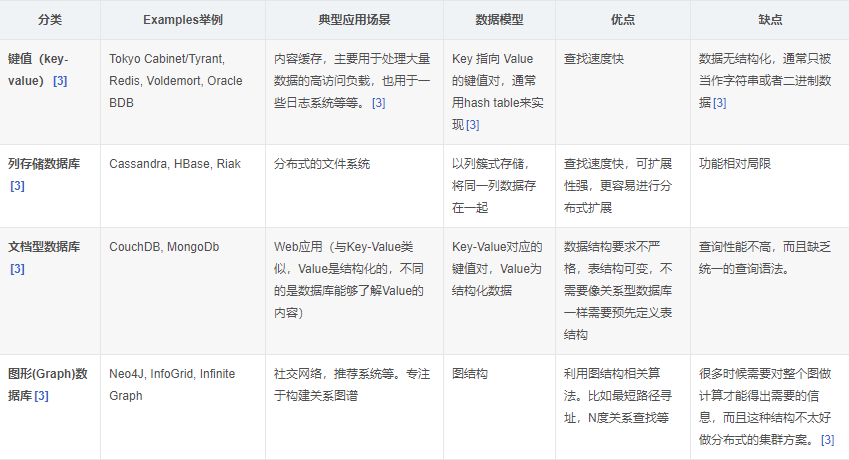 分类 Examples举例 典型应用场景 数据模型 优点 缺点
键值（key-
value）[3]
Tokyo Cabinet/Tyrant,
Redis, Voldemort, Oracle
BDB
内容缓存，主要用于处理大量
数据的高访问负载，也用于一
些日志系统等等。[3]
Key 指向 Value
的键值对，通常
用hash table来实
现[3]
查找速度快
数据无结构化，通常只被
当作字符串或者二进制数
据[3]
列存储数据库
[3]
Cassandra, HBase, Riak
分布式的文件系统
以列簇式存储，
将同一列数据存
在一起
查找速度快，可扩展
性强，更容易进行分
布式扩展
功能相对局限
文档型数据库
[3]
CouchDB, MongoDb
Web应用（与Key-Value类
似，Value是结构化的，不同
的是数据库能够了解Value的
内容）
Key-Value对应的
键值对，Value为
结构化数据
数据结构要求不严
格，表结构可变，不
需要像关系型数据库
一样需要预先定义表
结构
查询性能不高，而且缺乏
统一的查询语法。
图形(Graph)数
据库[3]
Neo4J, InfoGrid, Infinite
Graph
社交网络，推荐系统等。专注
于构建关系图谱
图结构
利用图结构相关算
法。比如最短路径寻
址，N度关系查找等
很多时候需要对整个图做
计算才能得出需要的信
息，而且这种结构不太好
做分布式的集群方案。[3]